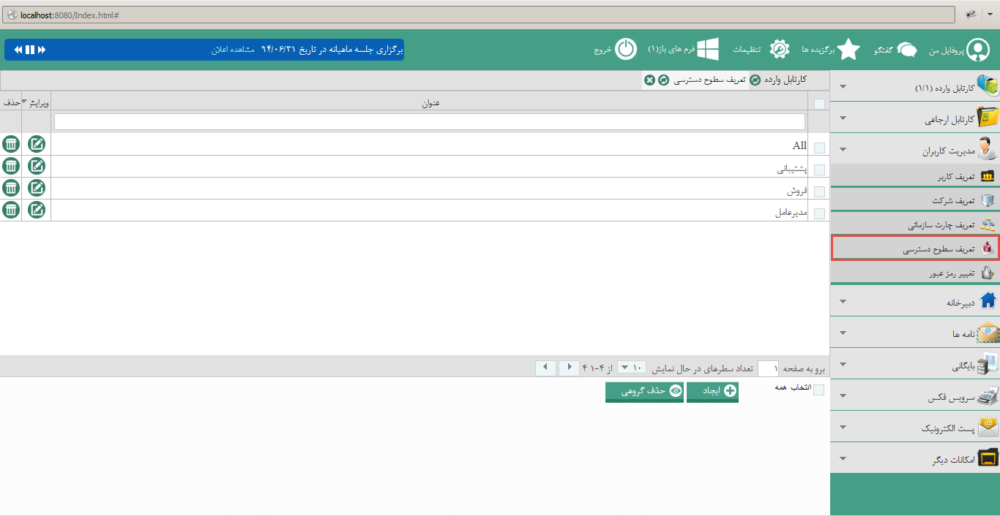 localhost:8080/Index.html#
پروفایل من
گفتگو
برگزیده ها
تنظیمات
فرم های باز(۱)
خروج
برگزاری جلسه ماهیانه در تاریخ ۹۴/۰۶/۳۱ مشاهده اعلان
کارتابل وارده (۱/۱)
کارتابل ارجاعی
مدیریت کاربران
تعریف کاربر
تعریف شرکت
تعریف چارت سازماتی
تعریف سطوح دسترسی
تغییر رمز عبور
دبیرخانه
نامه ها
بایگانی
سرویس فکس
پست الکترونیک
امکانات دیگر
کارتابل وارده تعریف سطوح دسترسی
عنوان ویرایش حذف
All
پشتیبانی
فروش
مدیرعامل
برو به صفحه ۱ تعداد سطرهای در حال نمایش ۱۰ از ۴-۱ ۴
انتخاب همه ایجاد حذف گروهی